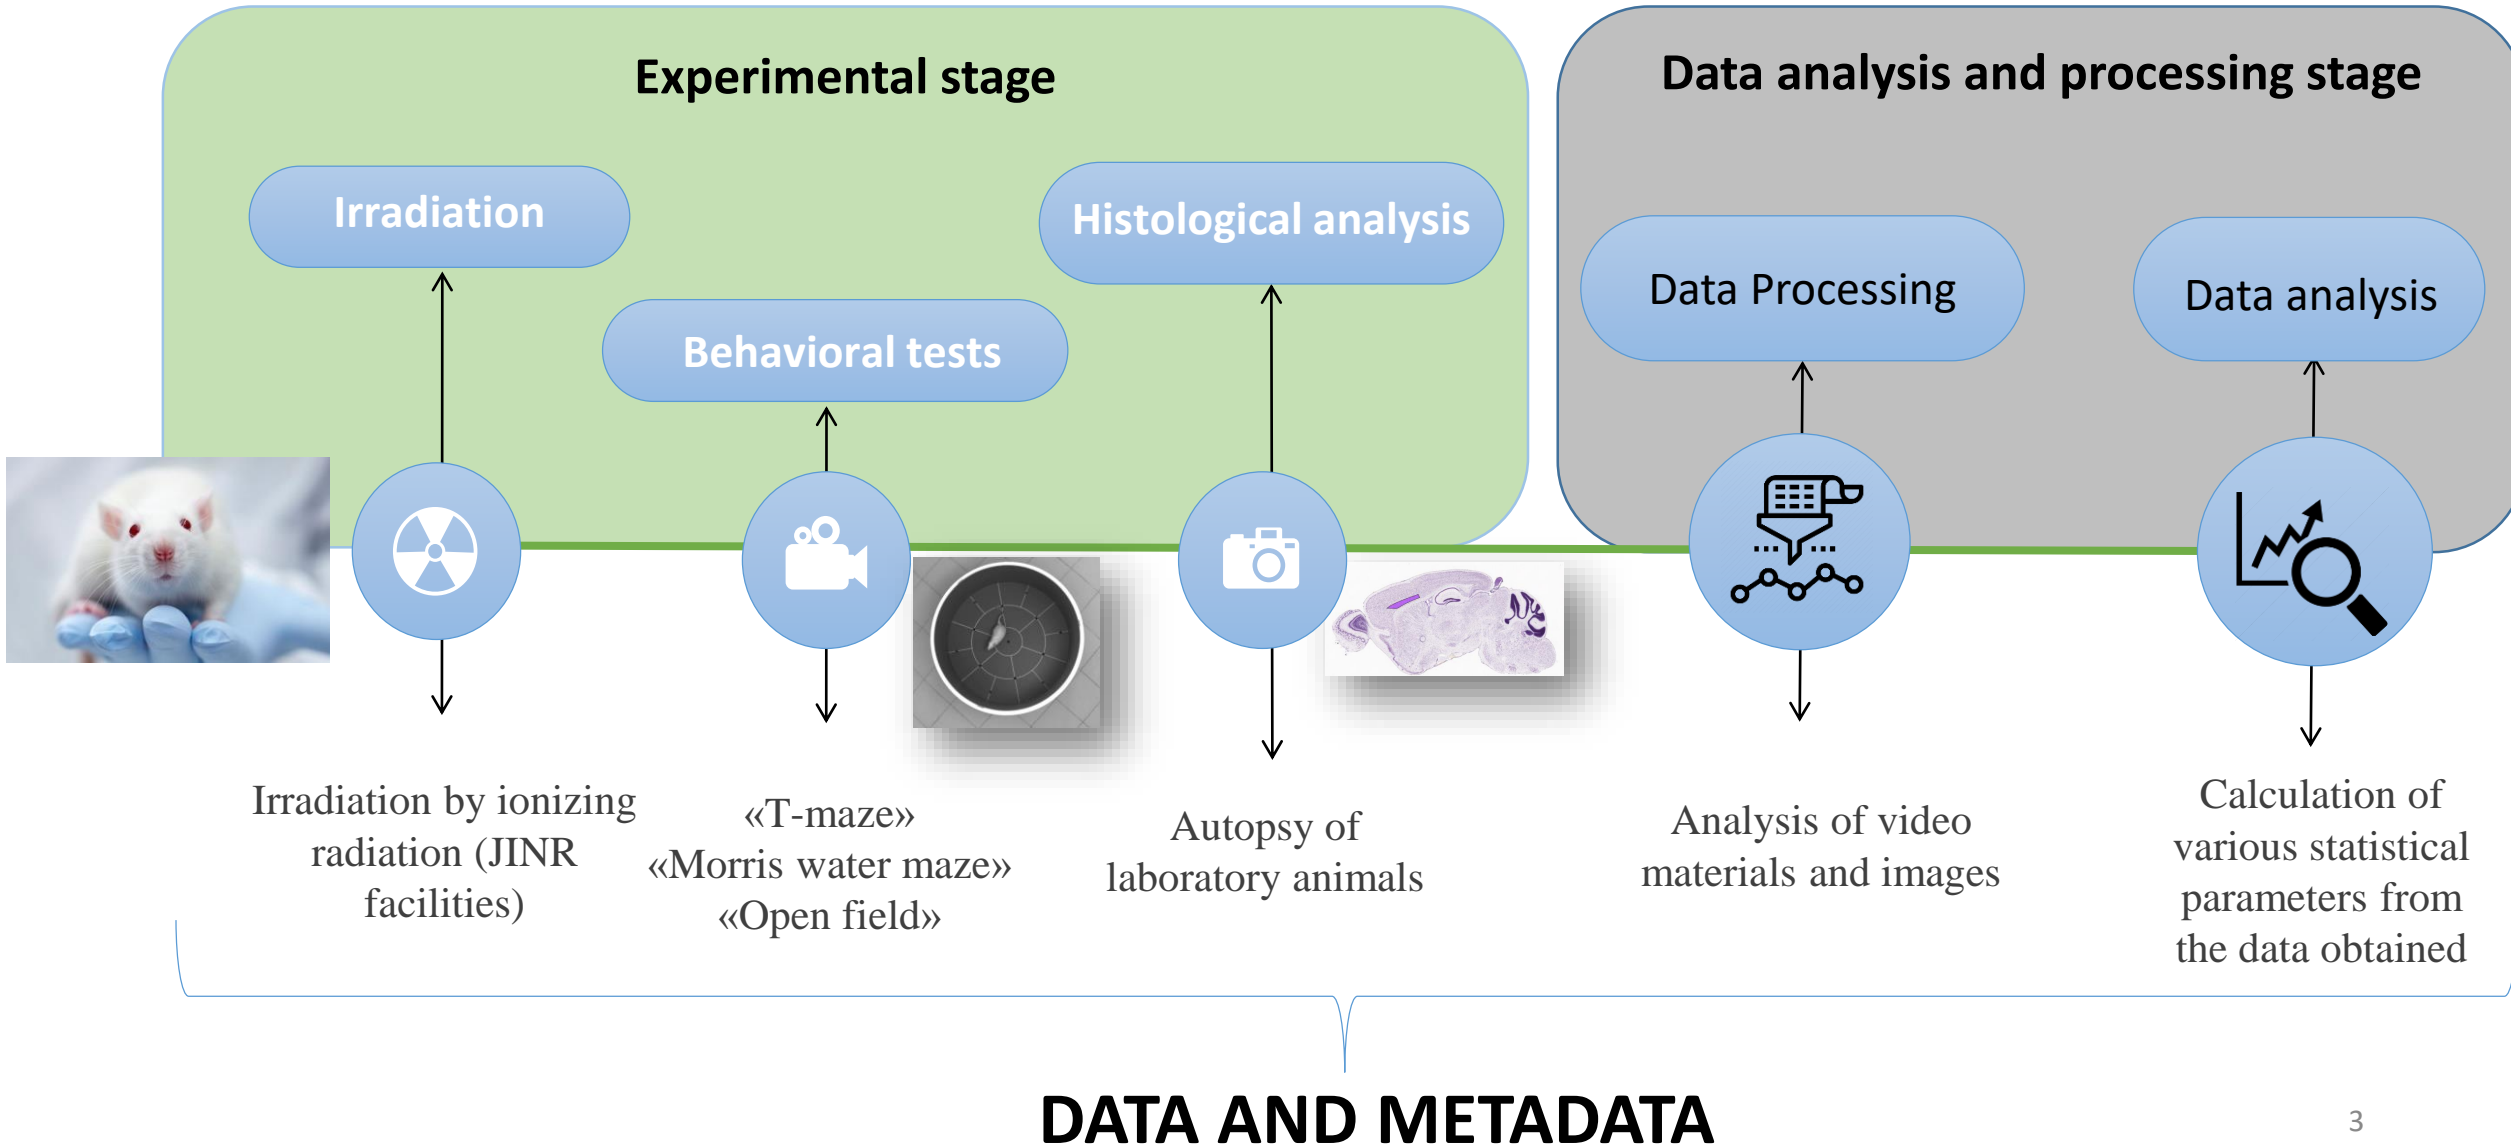 Experimental stage
Data analysis and processing stage
Irradiation
Behavioral tests
Histological analysis
Data Processing
Data analysis
Irradiation by ionizing
radiation (JINR
facilities)
«T-maze»
«Morris water maze»
«Open field»
Autopsy of
laboratory animals
Analysis of video
materials and images
Calculation of
various statistical
parameters from
the data obtained
DATA AND METADATA
3